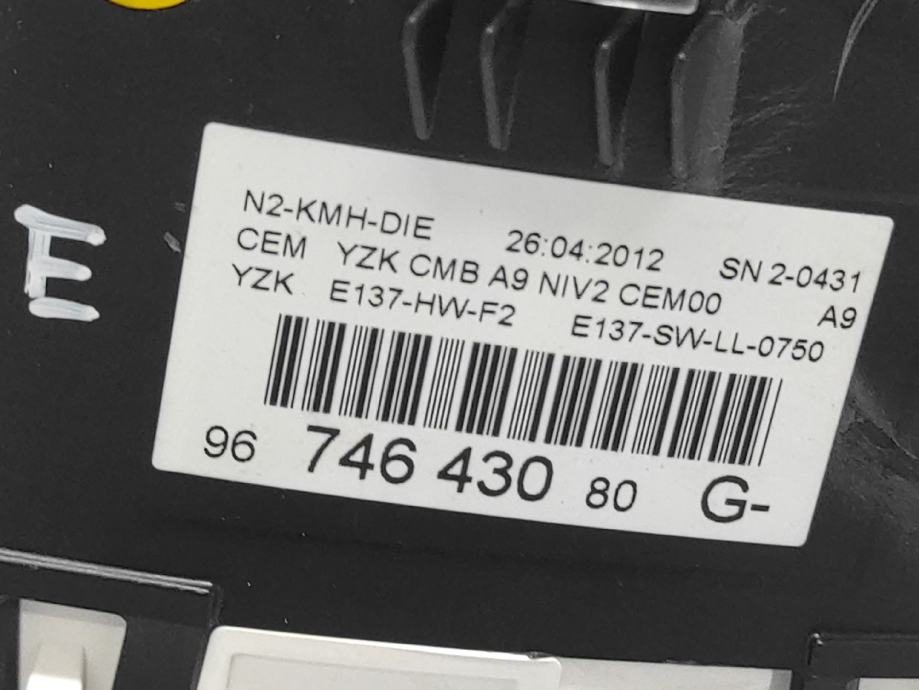 E
N2-KMH-DIE 26:04:2012 SN 2-0431
CEM YZK CMB A9 NIV2 CEM00 A9
YZK E137-HW-F2 E137-SW-LL-0750
96 746 430 80 G-